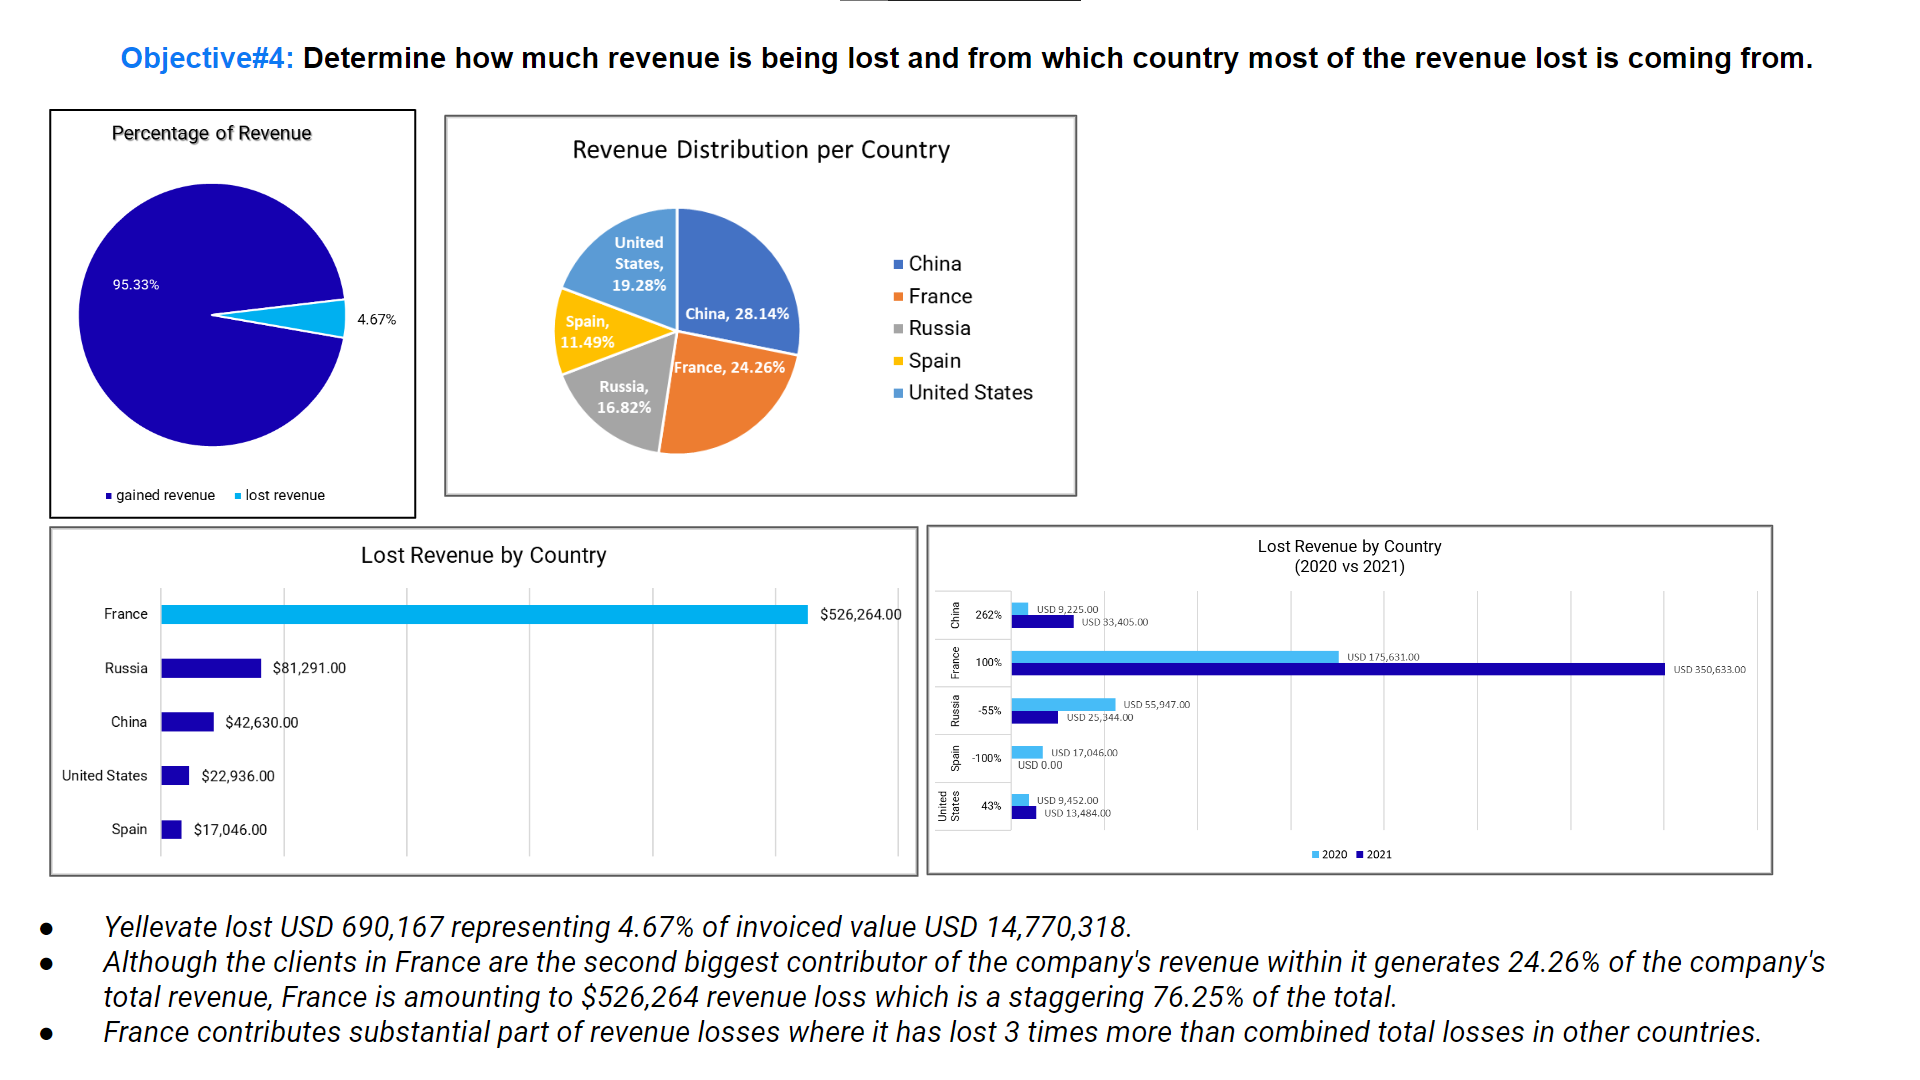 Objective#4: Determine how much revenue is being lost and from which country most of the revenue lost is coming from.
Percentage of Revenue
95.33%
4.67%
gained revenue
lost revenue
Revenue Distribution per Country
United
States,
19.28%
China, 28.14%
Spain,
11.49%
France, 24.26%
Russia,
16.82%
China
France
Russia
Spain
United States
Lost Revenue by Country
France $526,264.00
Russia $81,291.00
China $42,630.00
United States $22,936.00
Spain $17,046.00
Lost Revenue by Country
(2020 vs 2021)
China 262% USD 9,225.00
USD 33,405.00
France 100% USD 175,631.00
USD 350,633.00
Russia -55% USD 55,947.00
USD 25,344.00
Spain -100% USD 17,046.00
USD 0.00
United
States 43% USD 9,452.00
USD 13,484.00
2020 2021
● Yellevate lost USD 690,167 representing 4.67% of invoiced value USD 14,770,318.
● Although the clients in France are the second biggest contributor of the company's revenue within it generates 24.26% of the company's
total revenue, France is amounting to $526,264 revenue loss which is a staggering 76.25% of the total.
● France contributes substantial part of revenue losses where it has lost 3 times more than combined total losses in other countries.